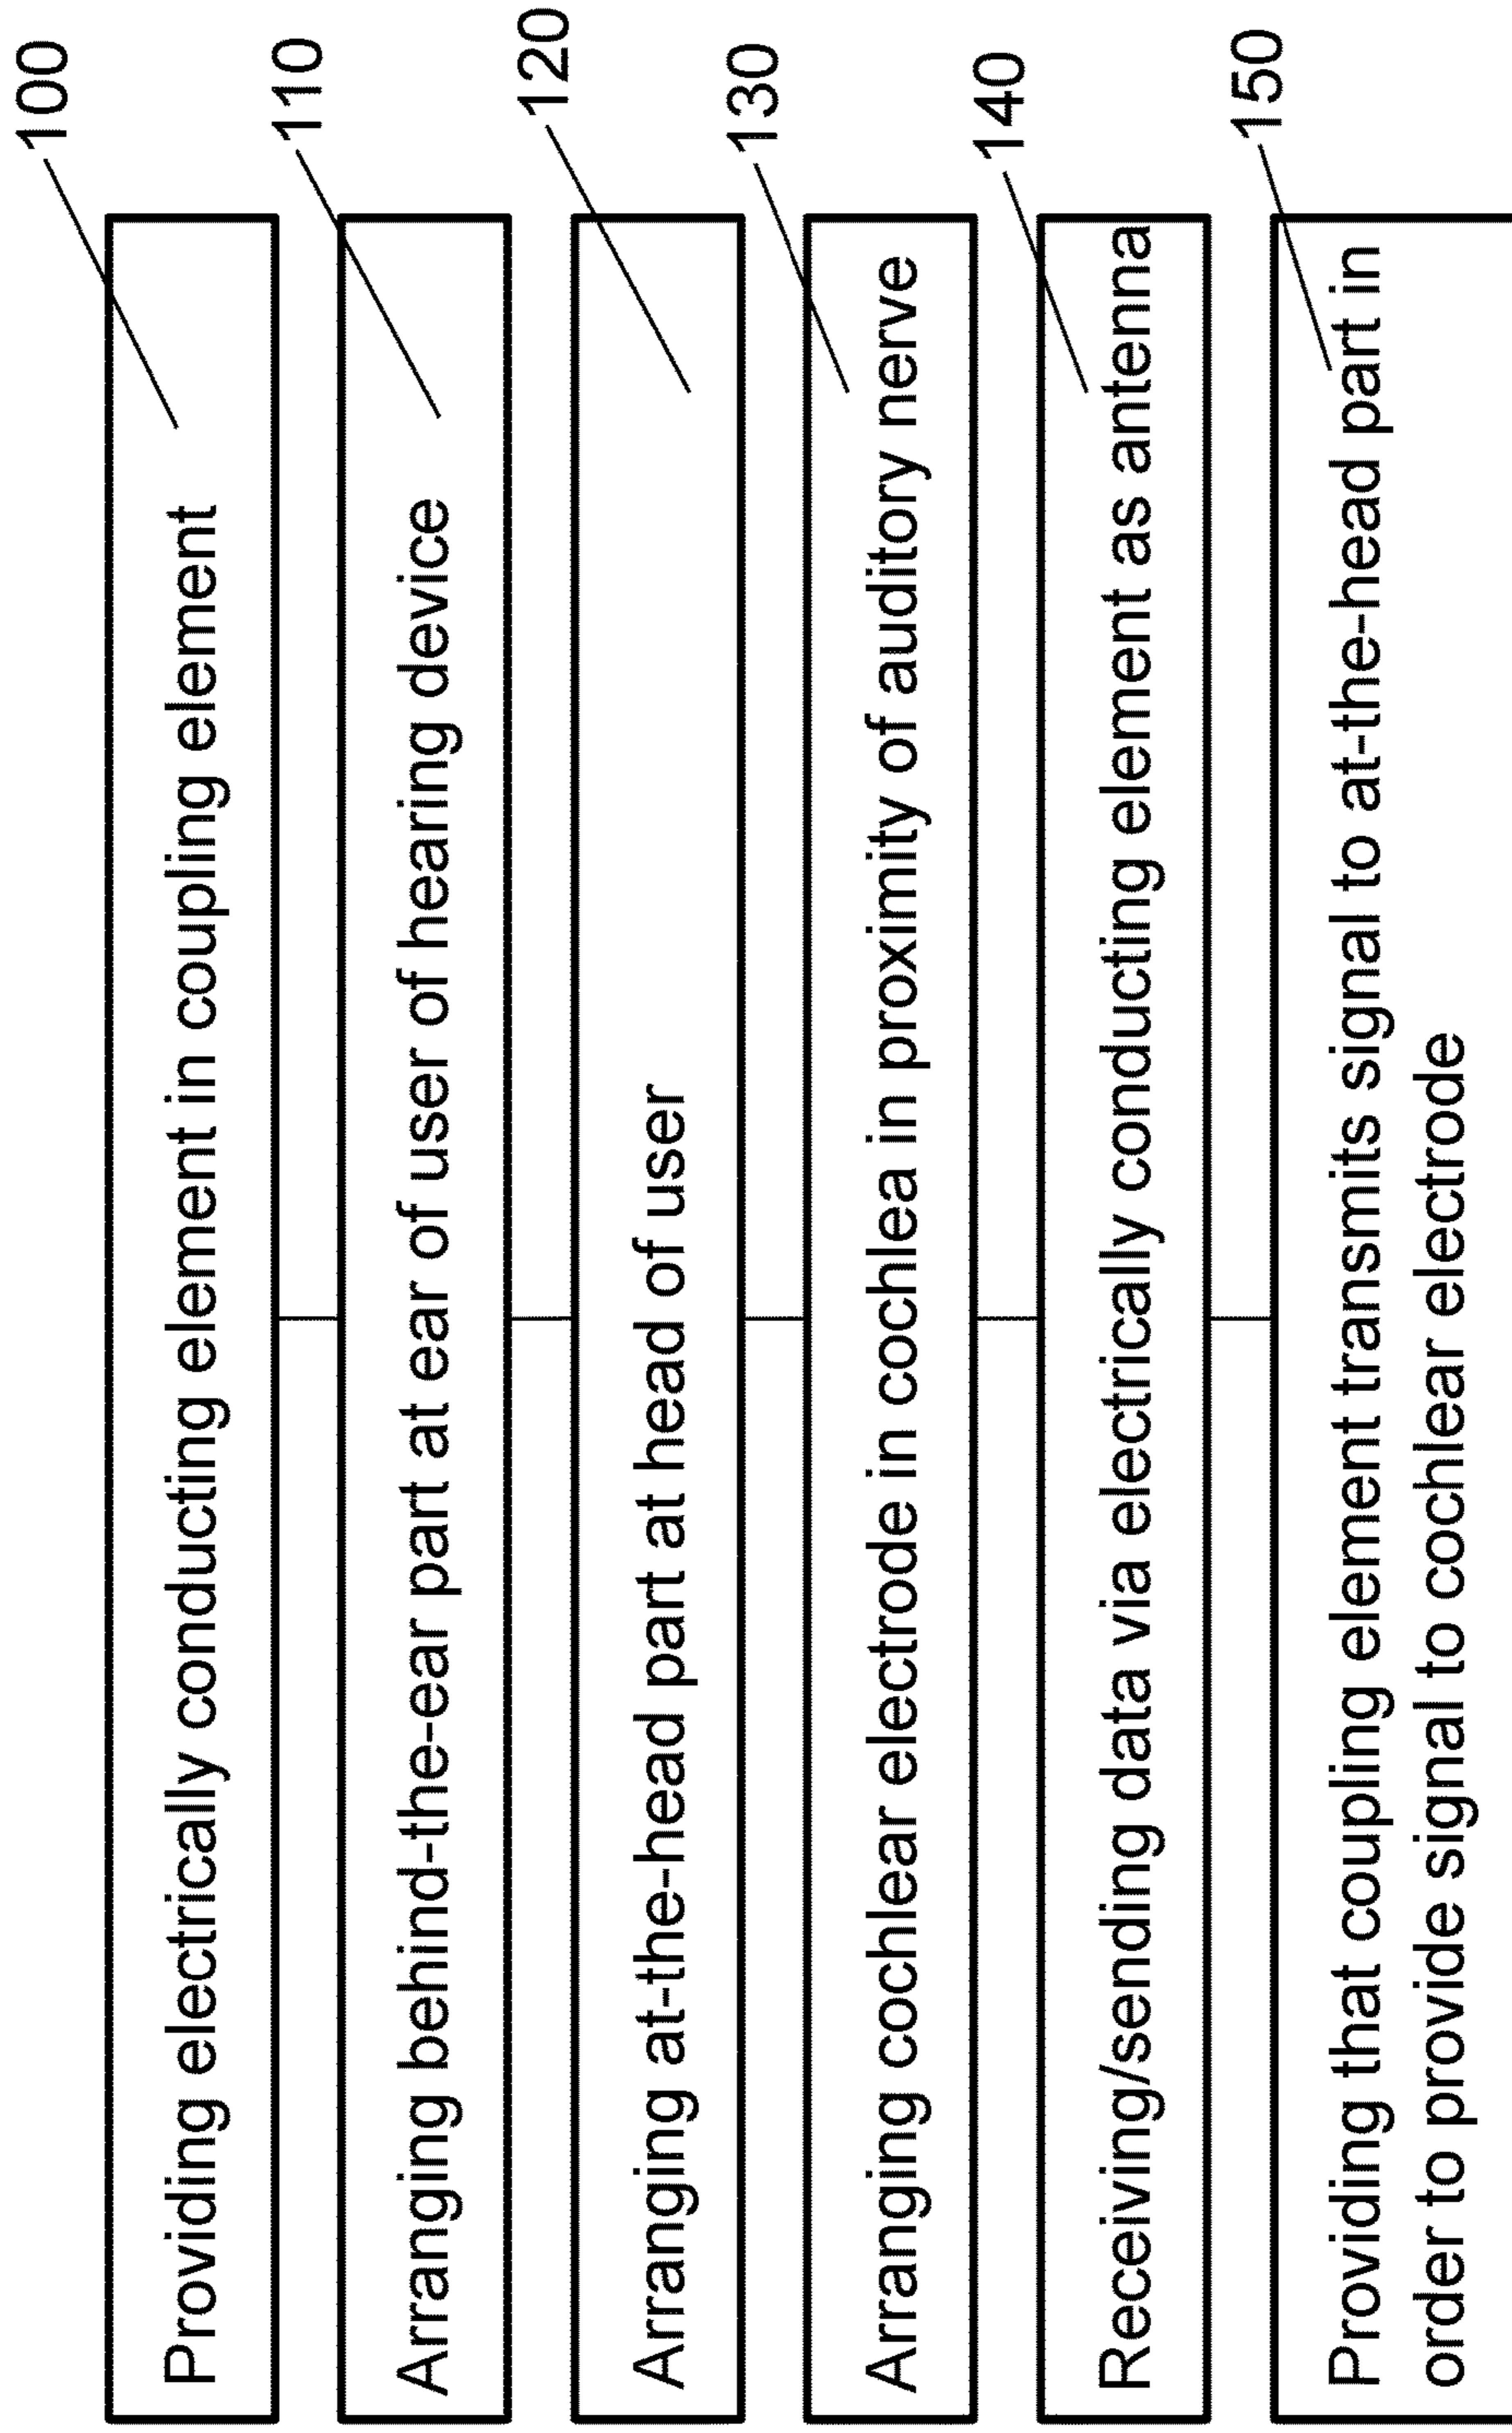 100
Providing electrically conducting element in coupling element
110
Arranging behind-the-ear part at ear of user of hearing device
120
Arranging at-the-head part at head of user
130
Arranging cochlear electrode in cochlea in proximity of auditory nerve
140
Receiving/sending data via electrically conducting element as antenna
150
Providing that coupling element transmits signal to at-the-head part in
order to provide signal to cochlear electrode